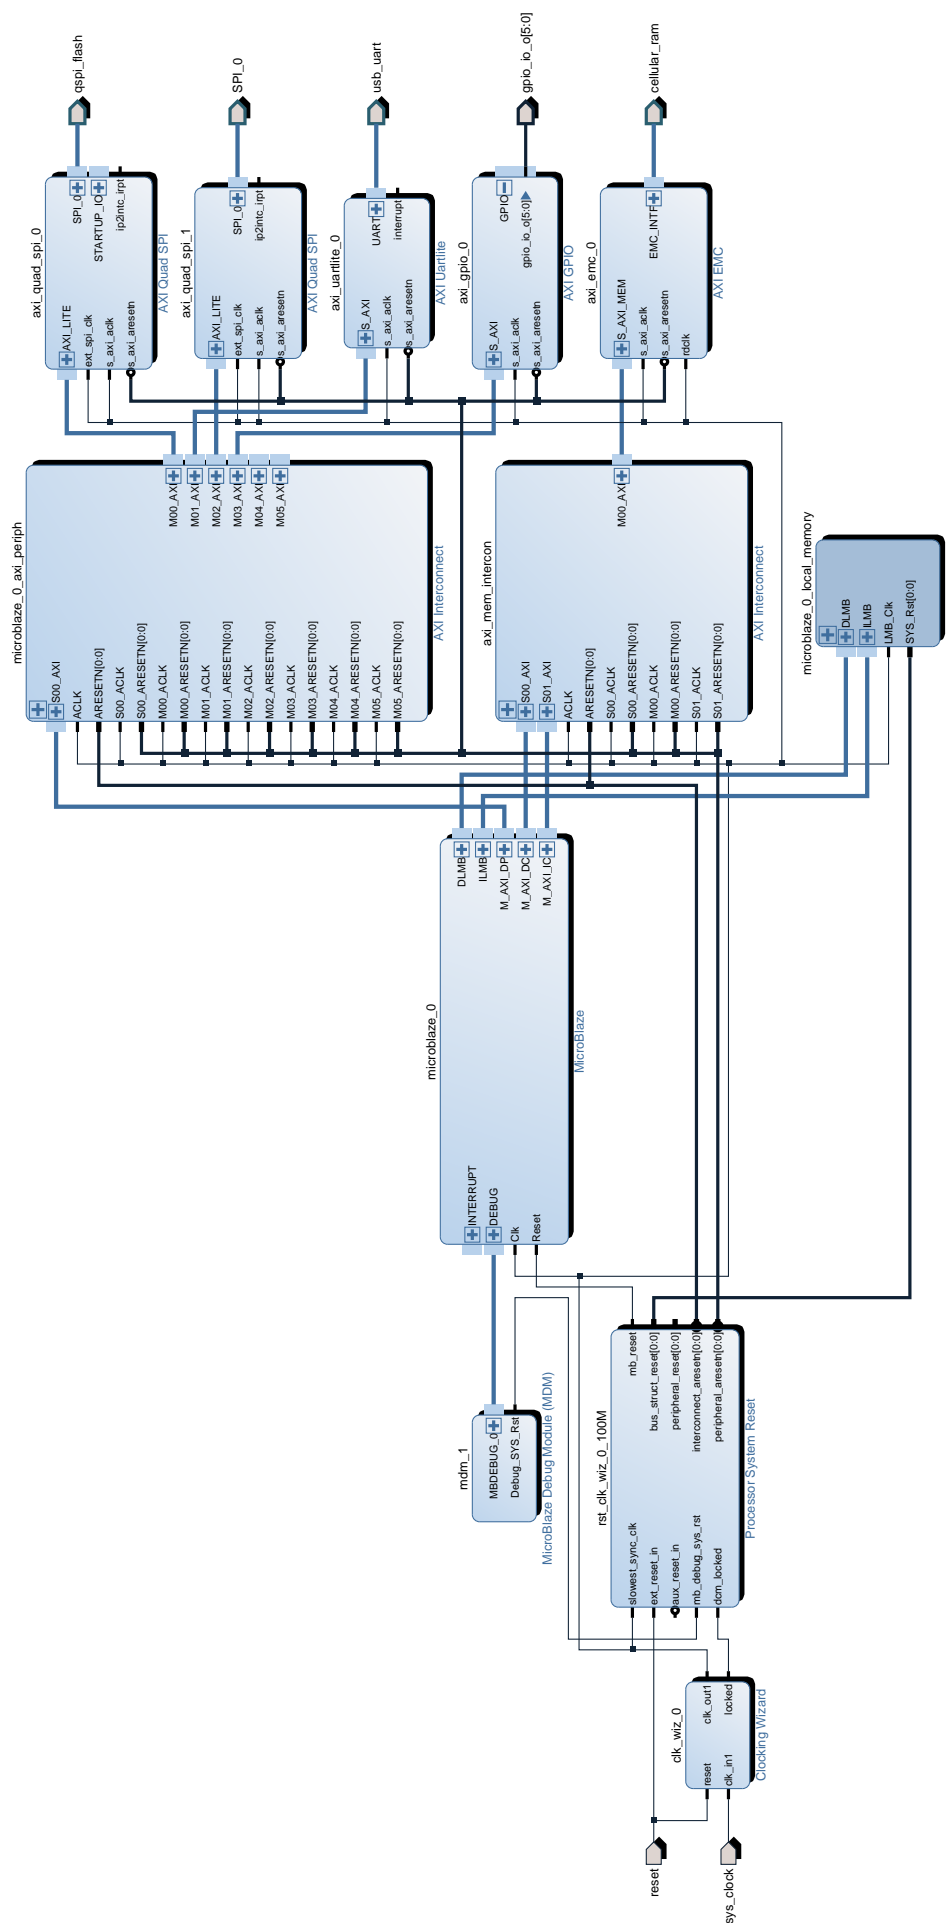 reset
sys_clock
clk_wiz_0
reset
clk_in1
clk_out1
locked
Clocking Wizard
rst_clk_wiz_0_100M
slowest_sync_clk
ext_reset_in
aux_reset_in
mb_debug_sys_rst
dcm_locked
mb_reset
bus_struct_reset[0:0]
peripheral_reset[0:0]
interconnect_aresetn[0:0]
peripheral_aresetn[0:0]
Processor System Reset
mdm_1
MBDEBUG_0
Debug_SYS_Rst
MicroBlaze Debug Module (MDM)
microblaze_0
INTERRUPT
DEBUG
Clk
Reset
DLMB
ILMB
M_AXI_DP
M_AXI_DC
M_AXI_IC
MicroBlaze
microblaze_0_axi_periph
S00_AXI
ACLK
ARESETN[0:0]
S00_ACLK
S00_ARESETN[0:0]
M00_ACLK
M00_ARESETN[0:0]
M01_ACLK
M01_ARESETN[0:0]
M02_ACLK
M02_ARESETN[0:0]
M03_ACLK
M03_ARESETN[0:0]
M04_ACLK
M04_ARESETN[0:0]
M05_ACLK
M05_ARESETN[0:0]
M00_AXI
M01_AXI
M02_AXI
M03_AXI
M04_AXI
M05_AXI
AXI Interconnect
axi_mem_intercon
S00_AXI
S01_AXI
ACLK
ARESETN[0:0]
S00_ACLK
S00_ARESETN[0:0]
M00_ACLK
M00_ARESETN[0:0]
S01_ACLK
S01_ARESETN[0:0]
M00_AXI
AXI Interconnect
microblaze_0_local_memory
DLMB
ILMB
LMB_Clk
SYS_Rst[0:0]
axi_quad_spi_0
AXI_LITE
ext_spi_clk
s_axi_aclk
s_axi_aresetn
SPI_0
STARTUP_IO
ip2intc_irpt
AXI Quad SPI
axi_quad_spi_1
AXI_LITE
ext_spi_clk
s_axi_aclk
s_axi_aresetn
SPI_0
ip2intc_irpt
AXI Quad SPI
axi_uartlite_0
S_AXI
s_axi_aclk
s_axi_aresetn
UART
interrupt
AXI Uartlite
axi_gpio_0
S_AXI
s_axi_aclk
s_axi_aresetn
GPIO
gpio_io_o[5:0]
AXI GPIO
axi_emc_0
S_AXI_MEM
s_axi_aclk
s_axi_aresetn
rdclk
EMC_INTF
AXI EMC
qspi_flash
SPI_0
usb_uart
gpio_io_o[5:0]
cellular_ram